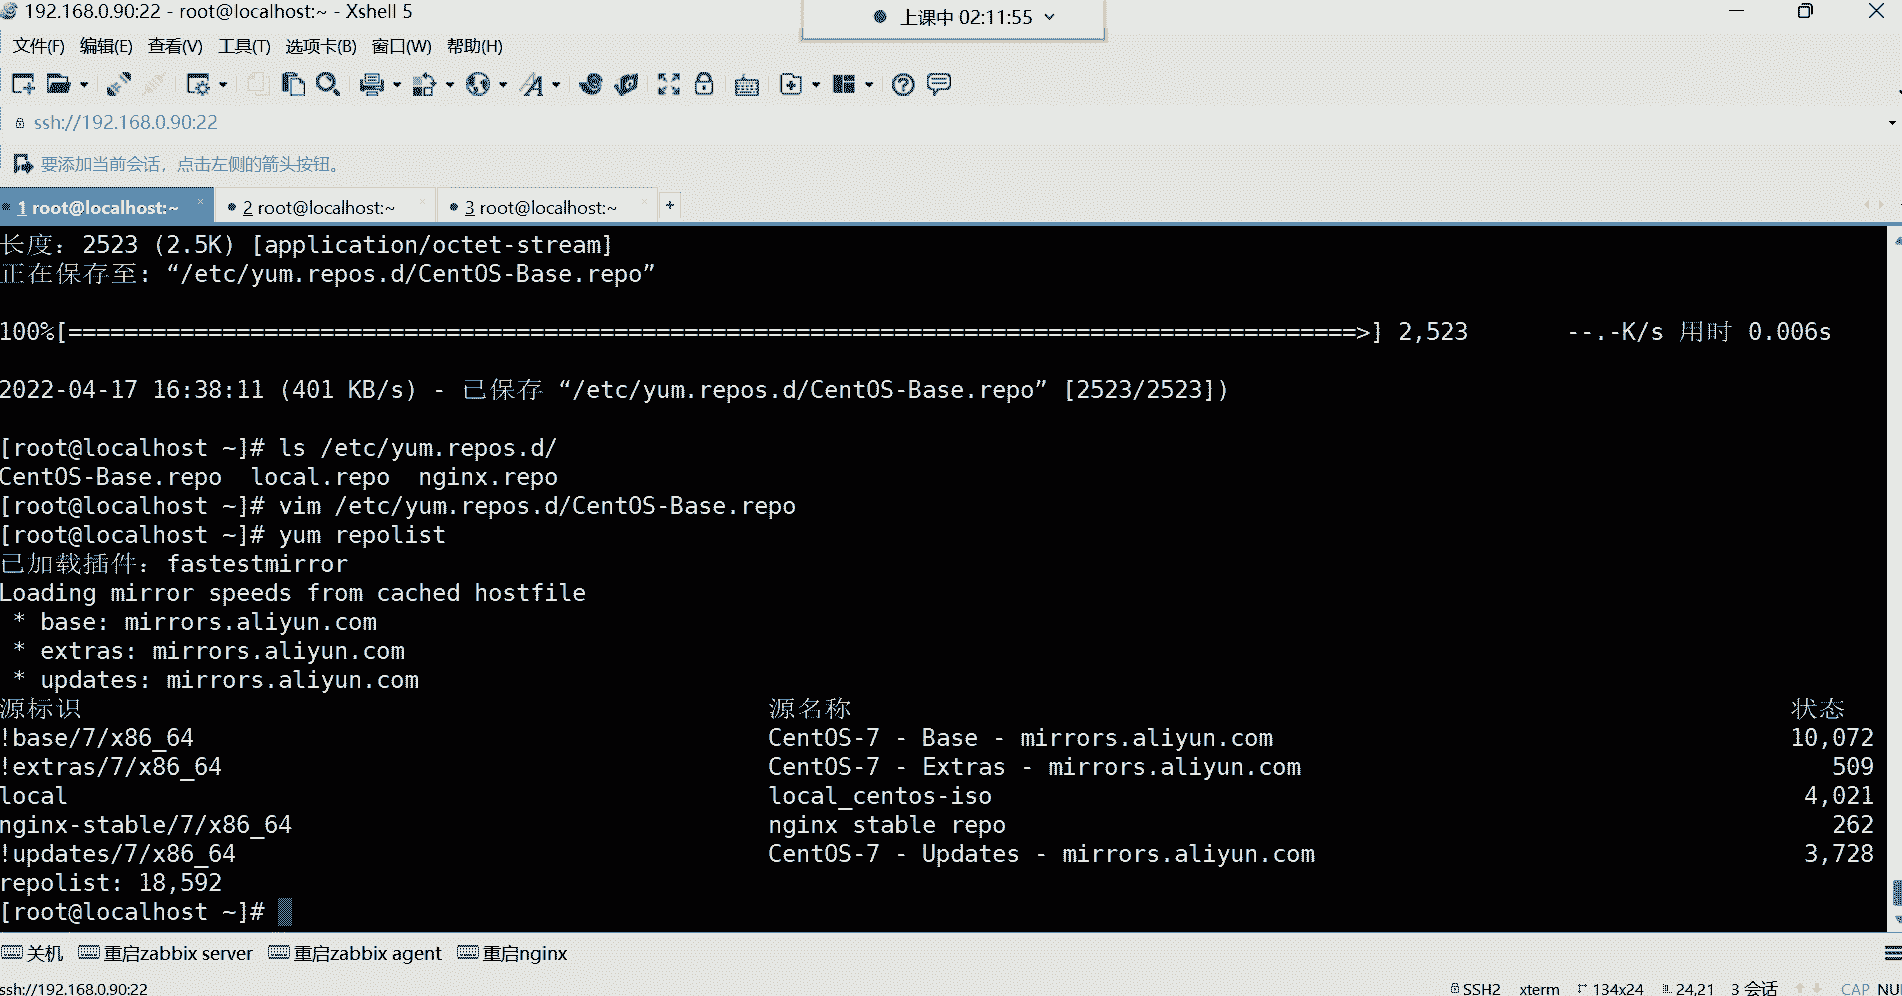 192.168.0.90:22 - root@localhost:~ - Xshell 5
上课中 02:11:55
文件(F) 编辑(E) 查看(V) 工具(T) 选项卡(B) 窗口(W) 帮助(H)
ssh://192.168.0.90:22
要添加当前会话，点击左侧的箭头按钮。
1 root@localhost:~ 2 root@localhost:~ 3 root@localhost:~
长度：2523 (2.5K) [application/octet-stream]
正在保存至: “/etc/yum.repos.d/CentOS-Base.repo”
100%[============================================================================================>] 2,523 --.-K/s 用时 0.006s
2022-04-17 16:38:11 (401 KB/s) - 已保存 “/etc/yum.repos.d/CentOS-Base.repo” [2523/2523])
[root@localhost ~]# ls /etc/yum.repos.d/
CentOS-Base.repo local.repo nginx.repo
[root@localhost ~]# vim /etc/yum.repos.d/CentOS-Base.repo
[root@localhost ~]# yum repolist
已加载插件：fastestmirror
Loading mirror speeds from cached hostfile
* base: mirrors.aliyun.com
* extras: mirrors.aliyun.com
* updates: mirrors.aliyun.com
源标识 源名称 状态
!base/7/x86_64 CentOS-7 - Base - mirrors.aliyun.com 10,072
!extras/7/x86_64 CentOS-7 - Extras - mirrors.aliyun.com 509
local local_centos-iso 4,021
nginx-stable/7/x86_64 nginx stable repo 262
!updates/7/x86_64 CentOS-7 - Updates - mirrors.aliyun.com 3,728
repolist: 18,592
[root@localhost ~]#
关机 重启zabbix server 重启zabbix agent 重启nginx
ssh://192.168.0.90:22 SSH2 xterm 134x24 24,21 3 会话 CAP NU